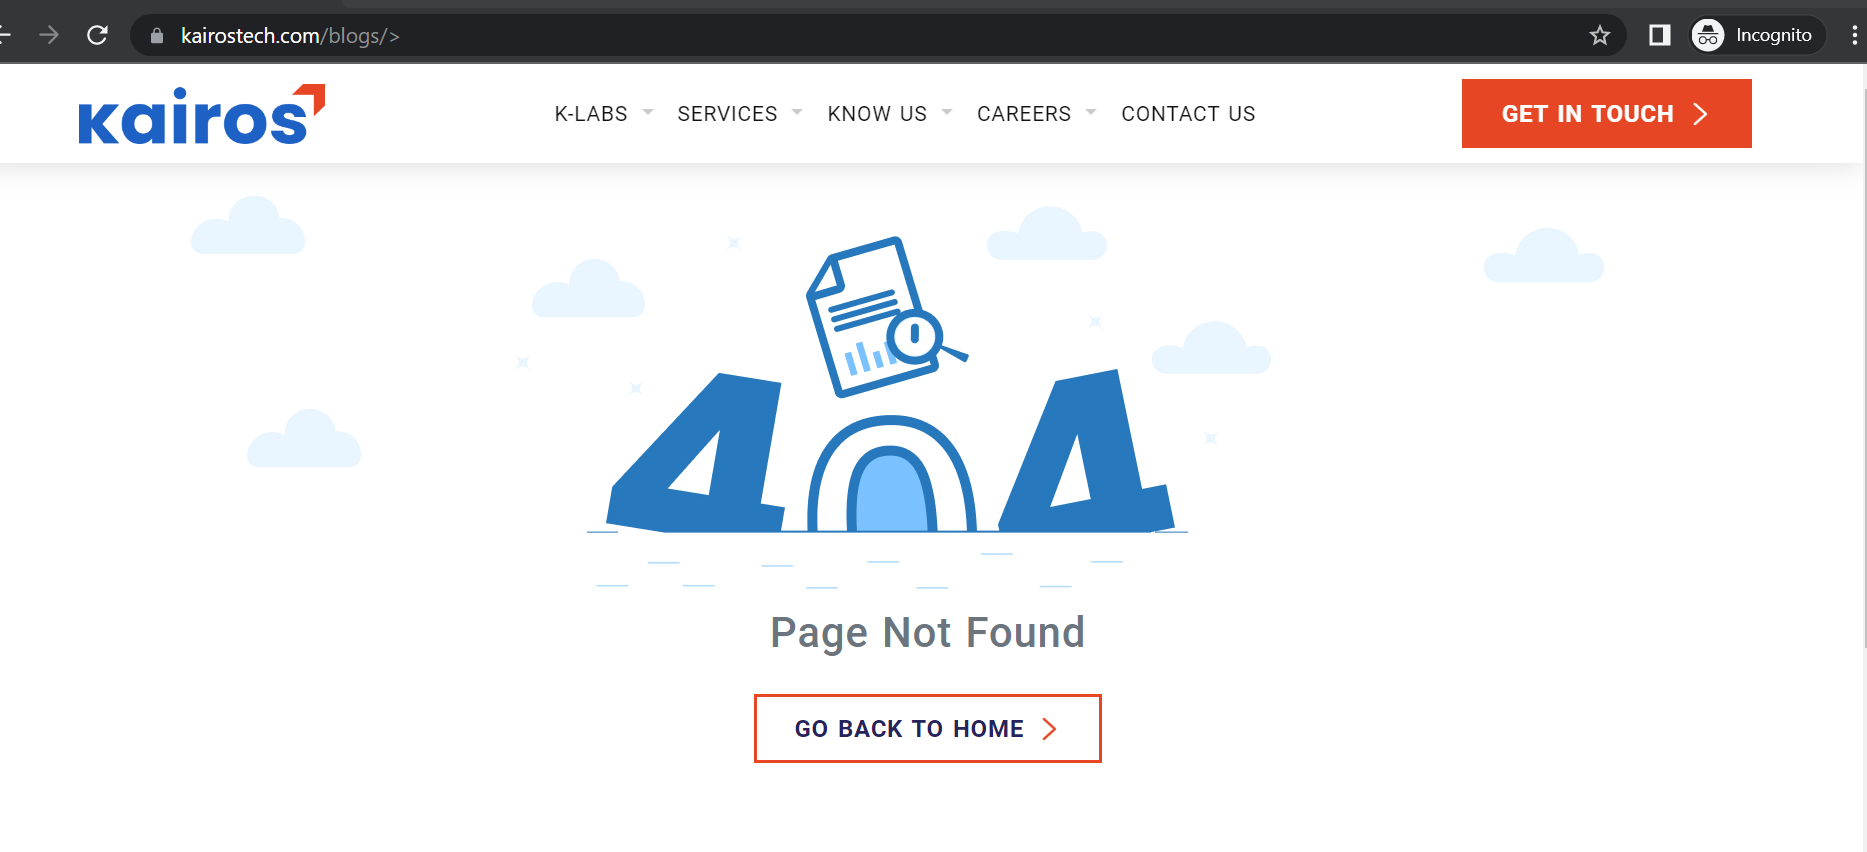 kairostech.com/blogs/>
Incognito
kairos
K-LABS SERVICES KNOW US CAREERS CONTACT US
GET IN TOUCH
404
Page Not Found
GO BACK TO HOME